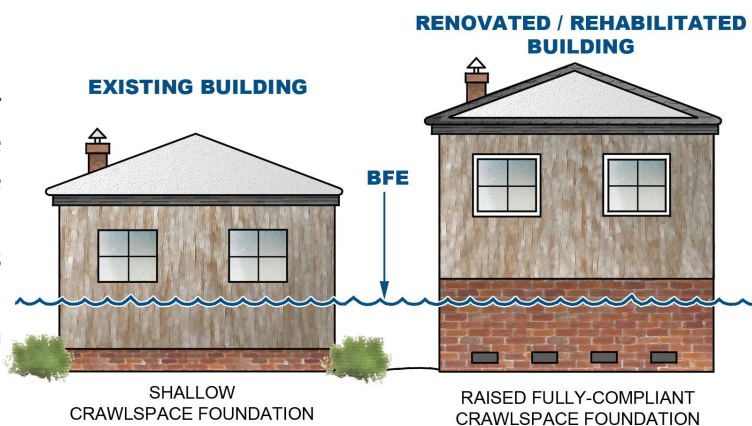 RENOVATED / REHABILITATED
BUILDING
EXISTING BUILDING
BFE
SHALLOW
CRAWLSPACE FOUNDATION
RAISED FULLY-COMPLIANT
CRAWLSPACE FOUNDATION